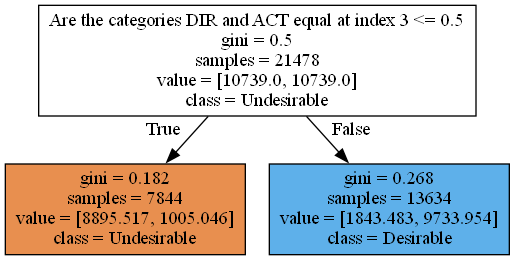 Are the categories DIR and ACT equal at index 3 <= 0.5
gini = 0.5
samples = 21478
value = [10739.0, 10739.0]
class = Undesirable
True
False
gini = 0.182
samples = 7844
value = [8895.517, 1005.046]
class = Undesirable
gini = 0.268
samples = 13634
value = [1843.483, 9733.954]
class = Desirable